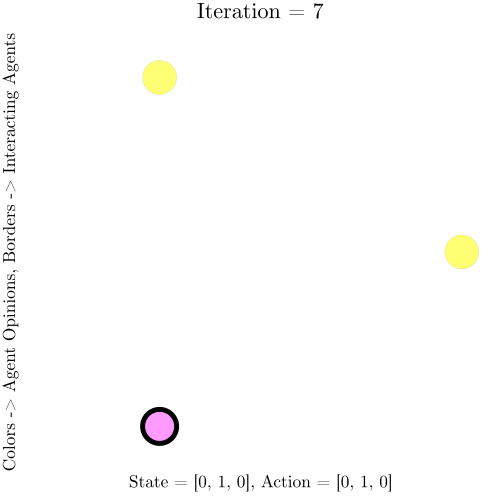 Iteration = 7
Colors -> Agent Opinions, Borders -> Interacting Agents
State = [0, 1, 0], Action = [0, 1, 0]